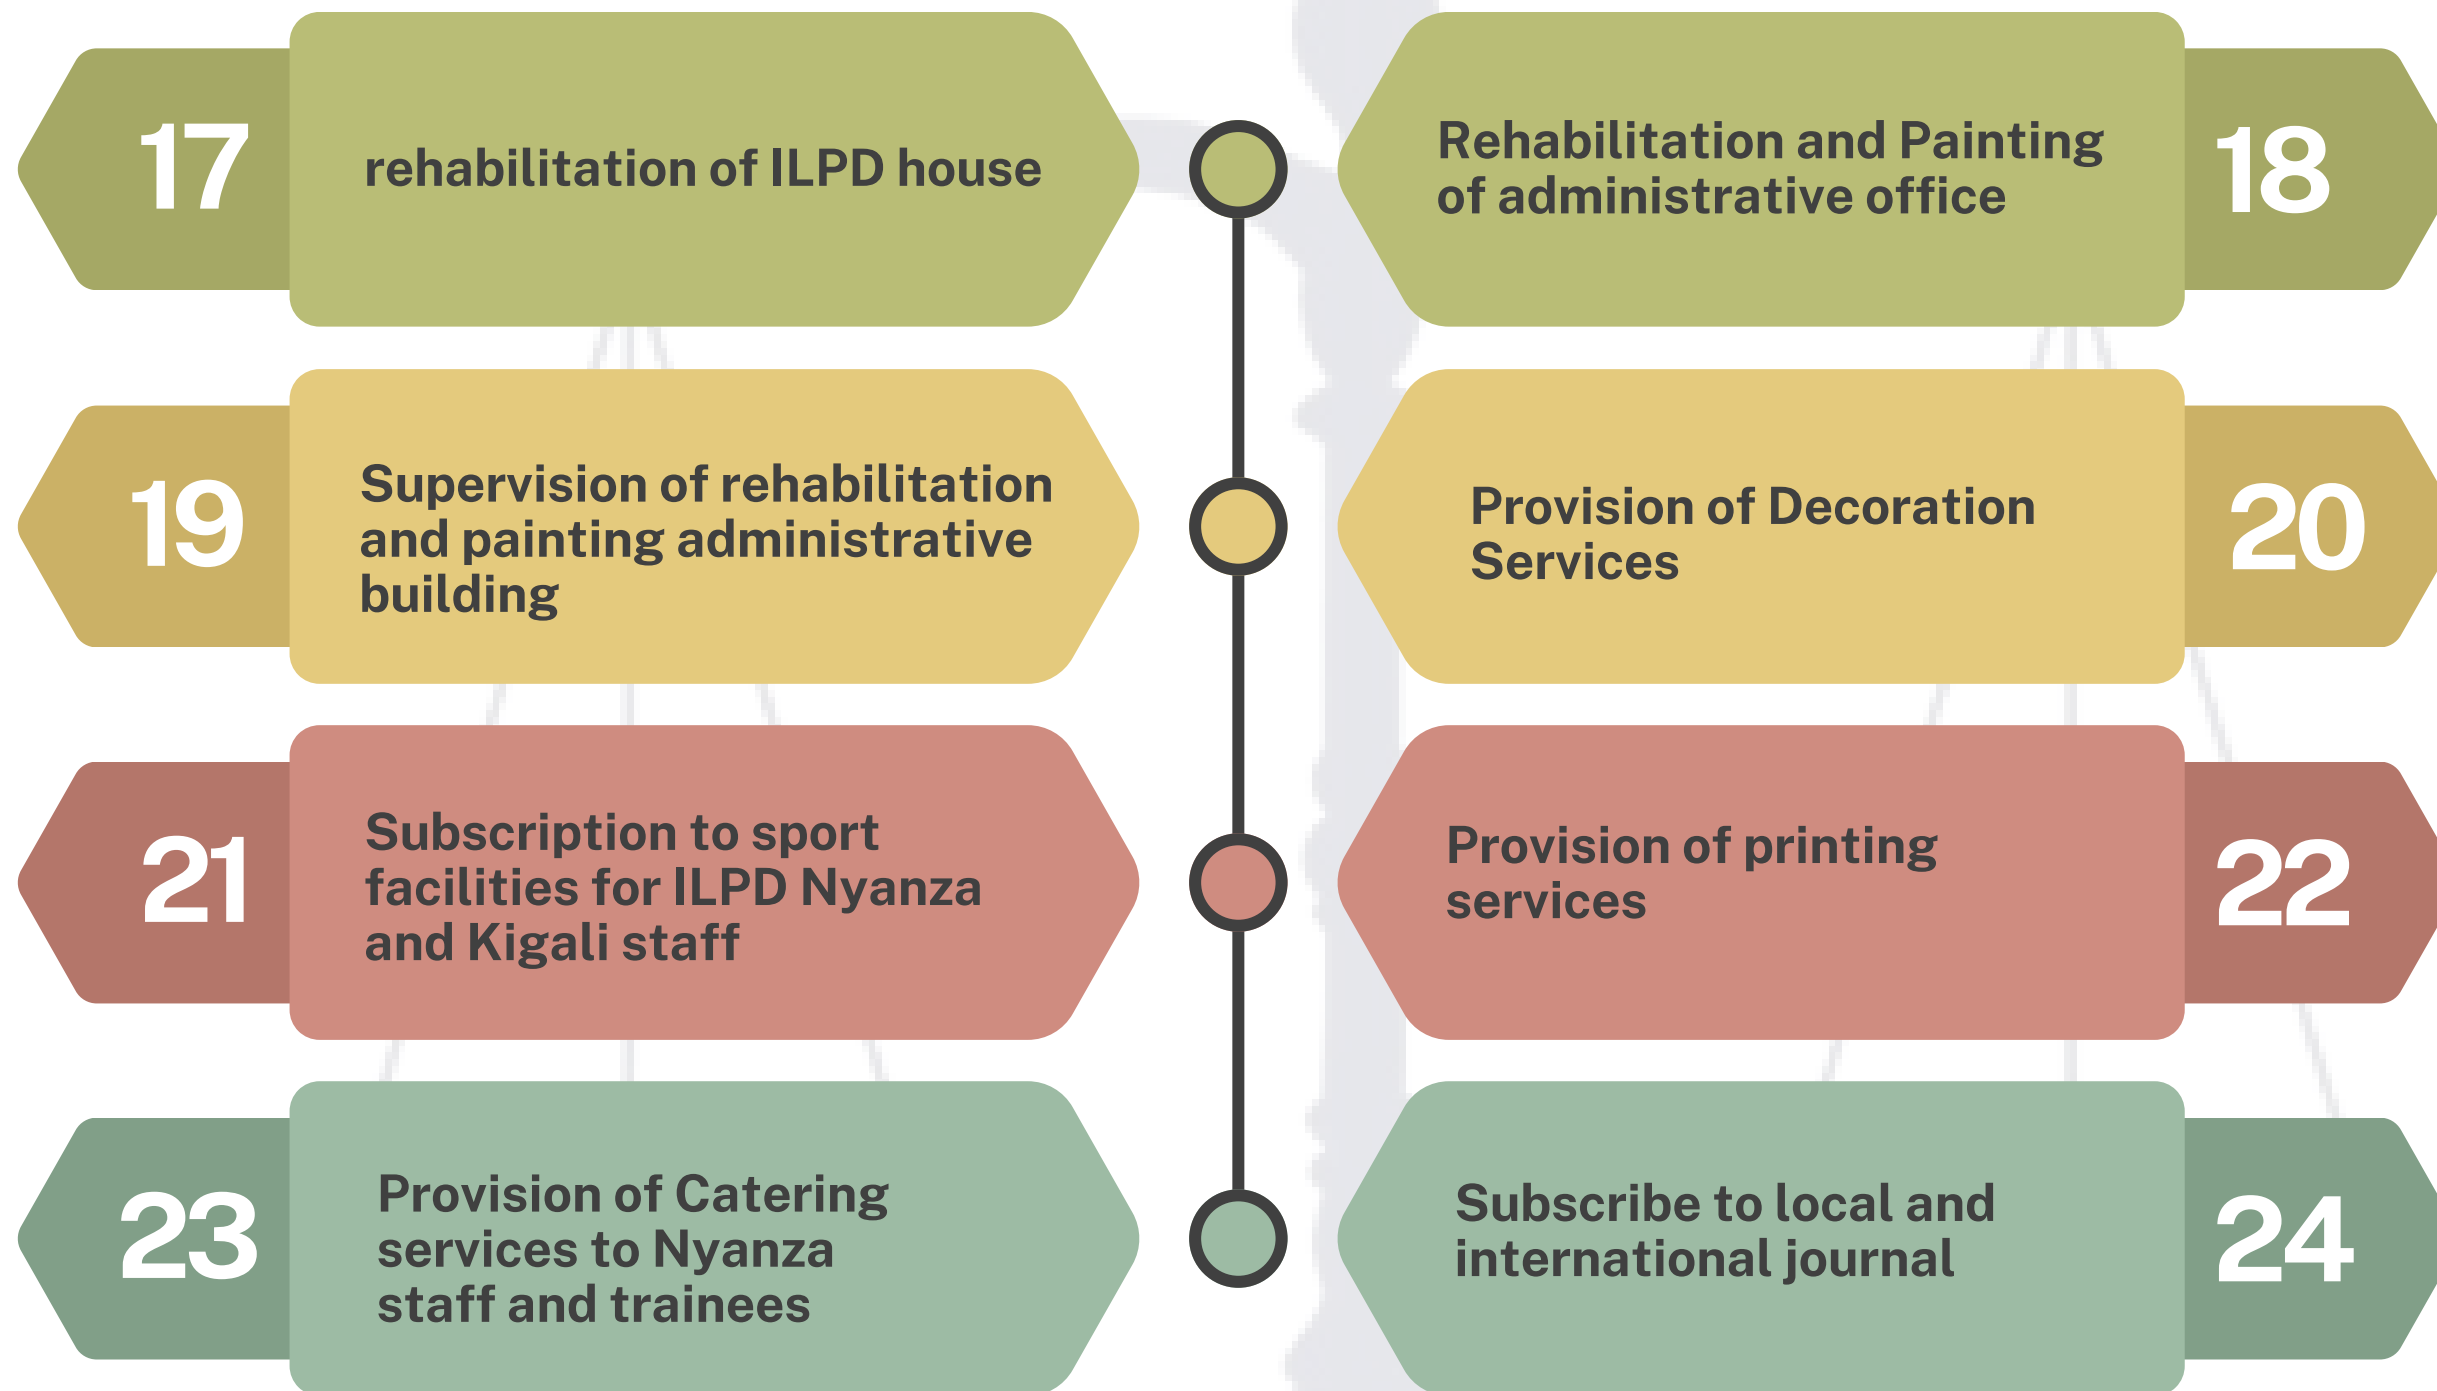 17
rehabilitation of ILPD house
Rehabilitation and Painting
of administrative office
18
19
Supervision of rehabilitation
and painting administrative
building
Provision of Decoration
Services
20
21
Subscription to sport
facilities for ILPD Nyanza
and Kigali staff
Provision of printing
services
22
23
Provision of Catering
services to Nyanza
staff and trainees
Subscribe to local and
international journal
24